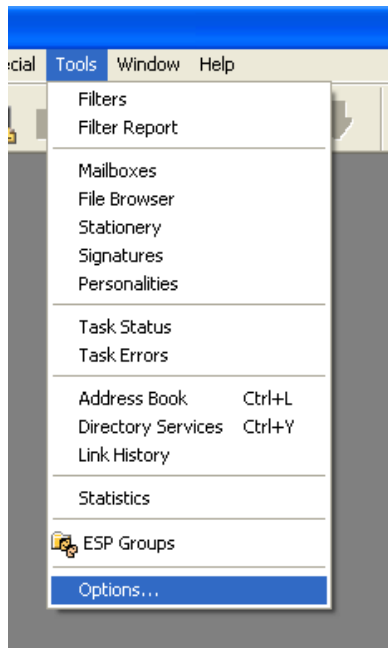 cial Tools Window Help
Filters
Filter Report
Mailboxes
File Browser
Stationery
Signatures
Personalities
Task Status
Task Errors
Address Book Ctrl+L
Directory Services Ctrl+Y
Link History
Statistics
ESP Groups
Options...